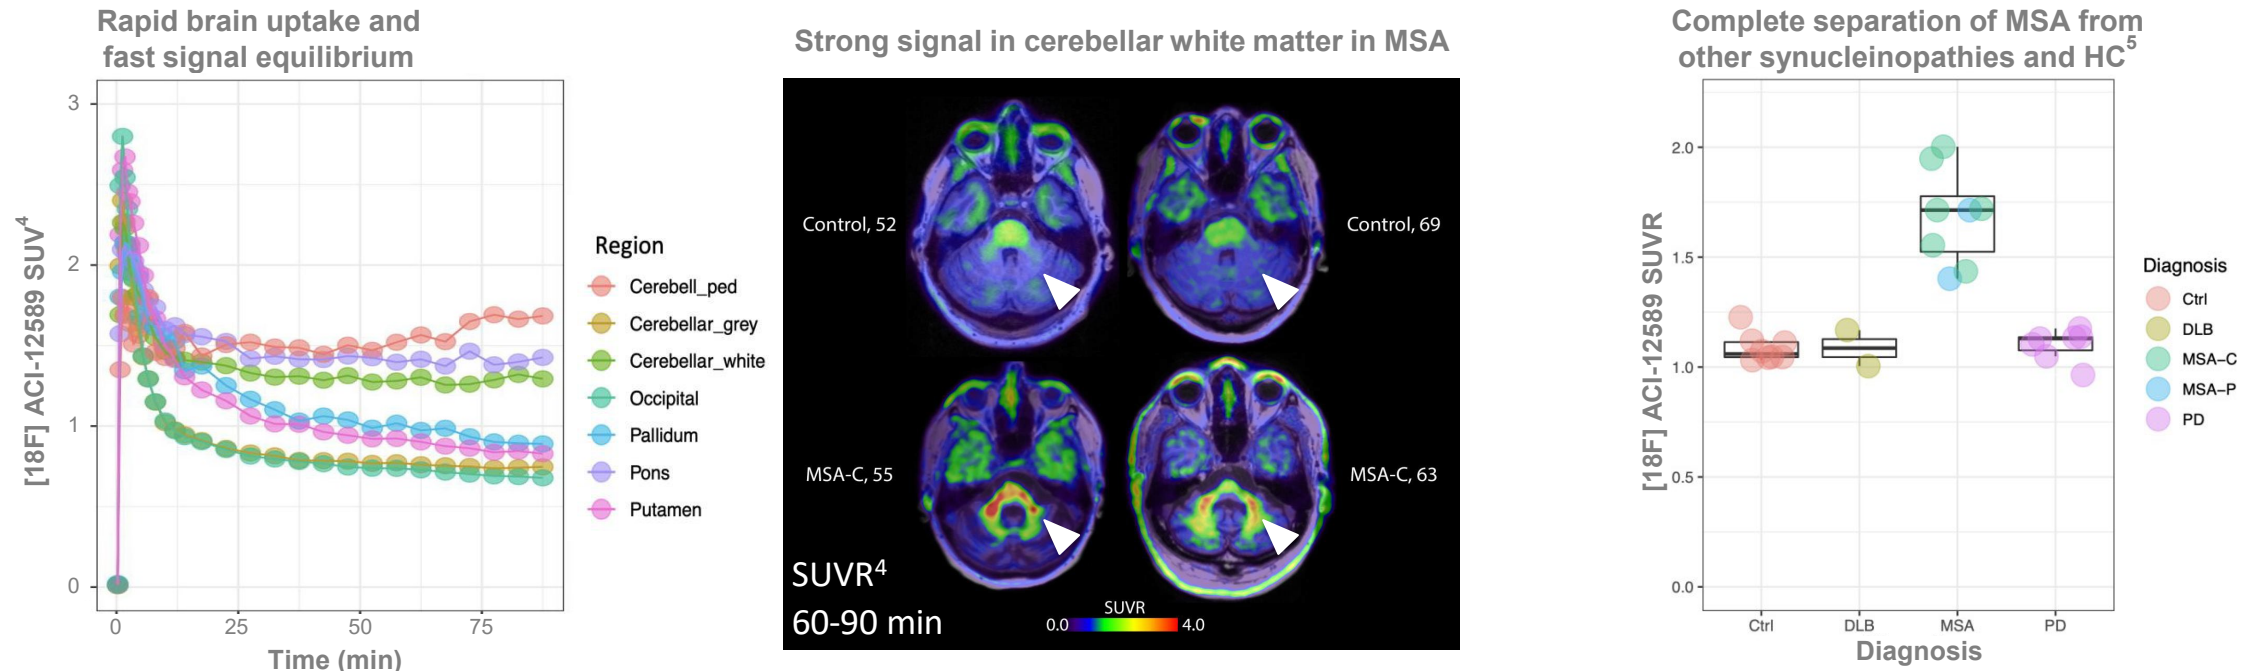 Rapid brain uptake and
fast signal equilibrium
[18F] ACI-12589 SUV4
3
2
1
0
0 25 50 75
Time (min)
Region
Cerebell_ped
Cerebellar_grey
Cerebellar_white
Occipital
Pallidum
Pons
Putamen
Strong signal in cerebellar white matter in MSA
Control, 52
Control, 69
MSA-C, 55
MSA-C, 63
SUVR4
60-90 min
SUVR
0.0 4.0
Complete separation of MSA from
other synucleinopathies and HC5
[18F] ACI-12589 SUVR
2.0
1.5
1.0
0.5
0.0
Ctrl DLB MSA-C PD
Diagnosis
Diagnosis
Ctrl
DLB
MSA-C
MSA-P
PD